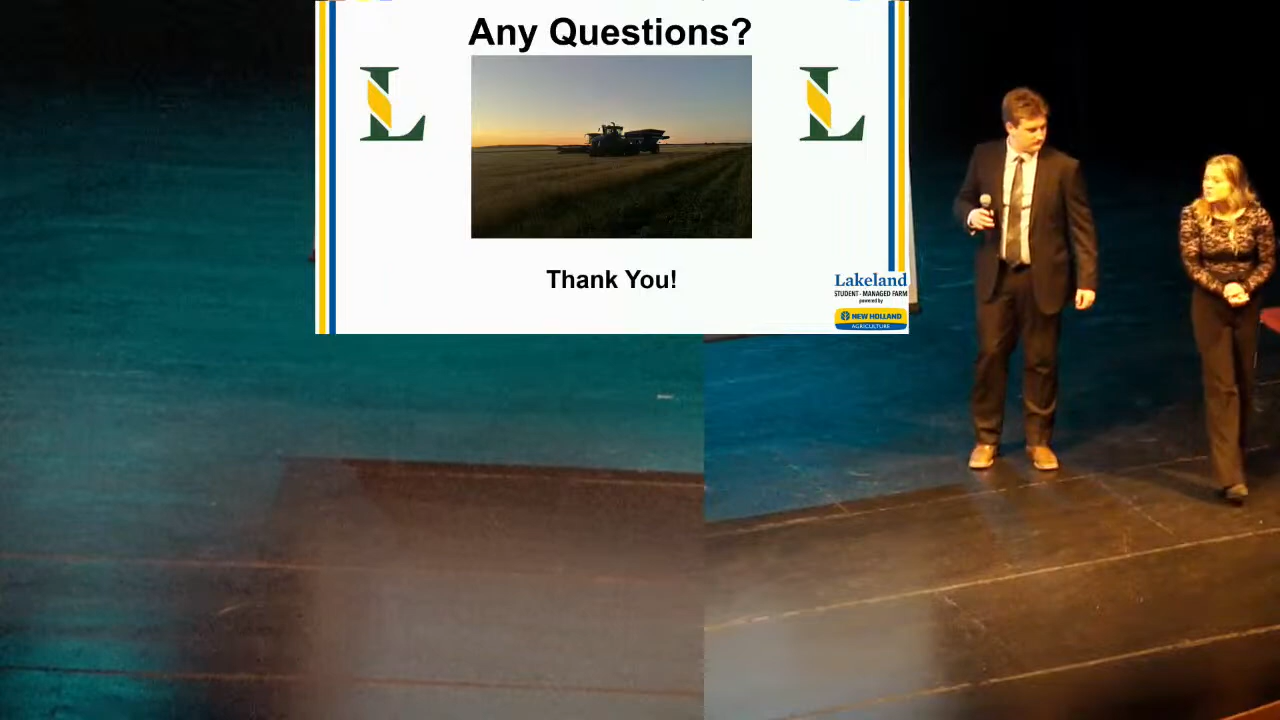 Any Questions?
L
L
Thank You!
Lakeland
STUDENT-MANAGED FARM
powered by
NEW HOLLAND
AGRICULTURE